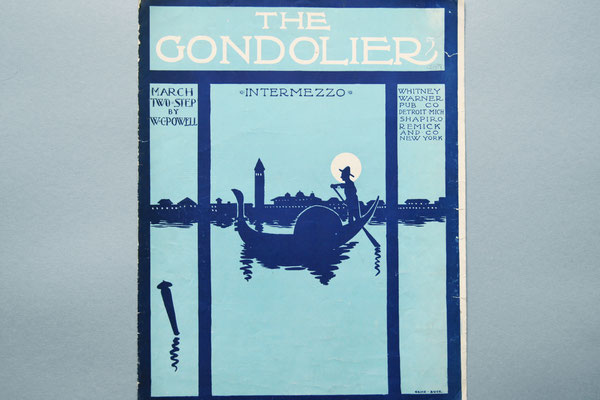 THE
GONDOLIER
MARCH
TWO-STEP
BY
W.C.POWELL
INTERMEZZO
WHITNEY
WARNER
PUB CO
DETROIT MICH
SHAPIRO
REMICK
AND CO
NEW YORK